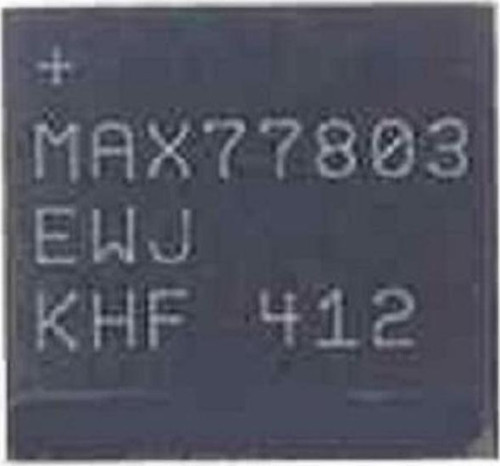 +
MAX77803
EWJ
KHF 412